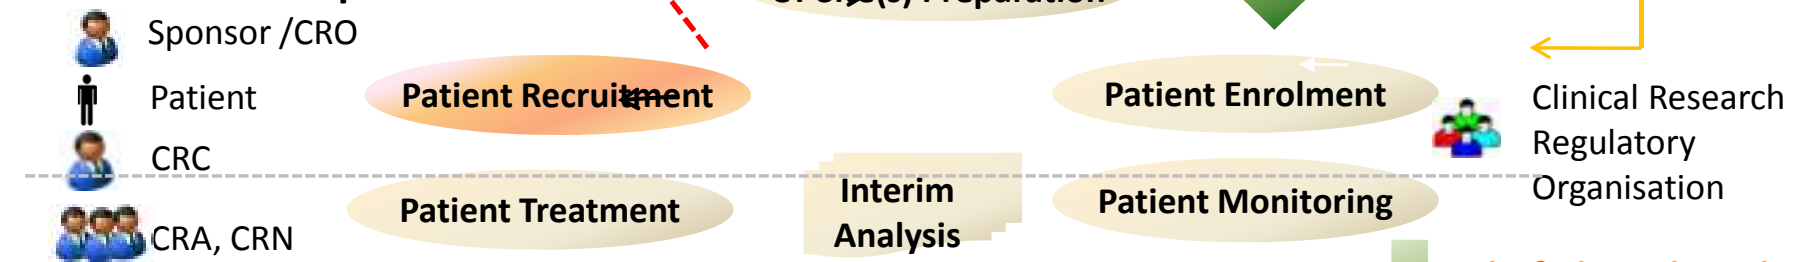 Preparation
Sponsor /CRO
Patient
Patient Recruitment
Patient Enrolment
Clinical Research
Regulatory
Organisation
CRC
Interim
Analysis
Patient Treatment
Patient Monitoring
CRA, CRN